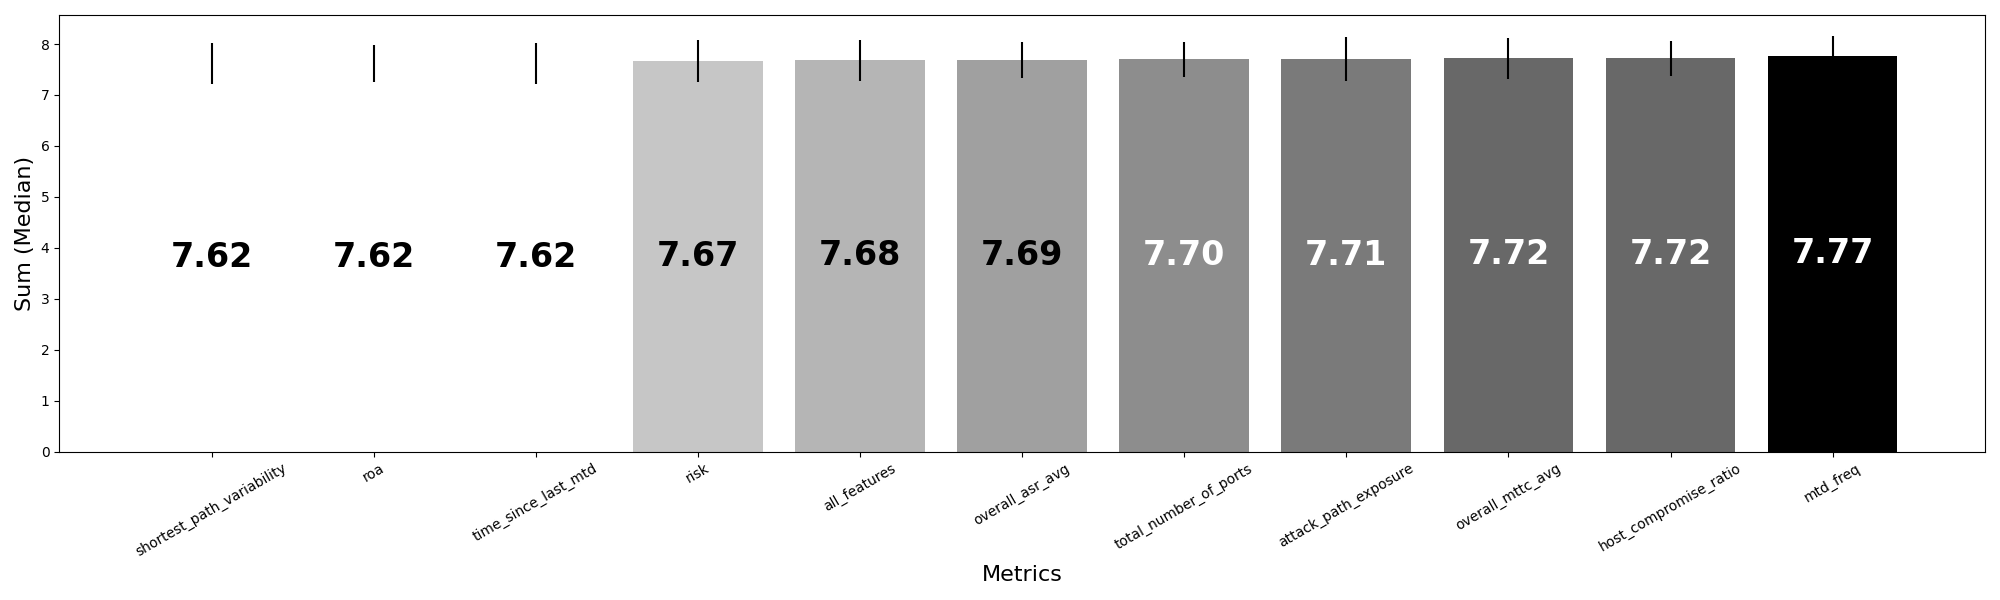 Sum (Median)
8
7
6
5
4
3
2
1
0
7.62
7.62
7.62
7.67
7.68
7.69
7.70
7.71
7.72
7.72
7.77
shortest_path_variability
roa
time_since_last_mtd
risk
all_features
overall_asr_avg
total_number_of_ports
attack_path_exposure
overall_mttc_avg
host_compromise_ratio
mtd_freq
Metrics